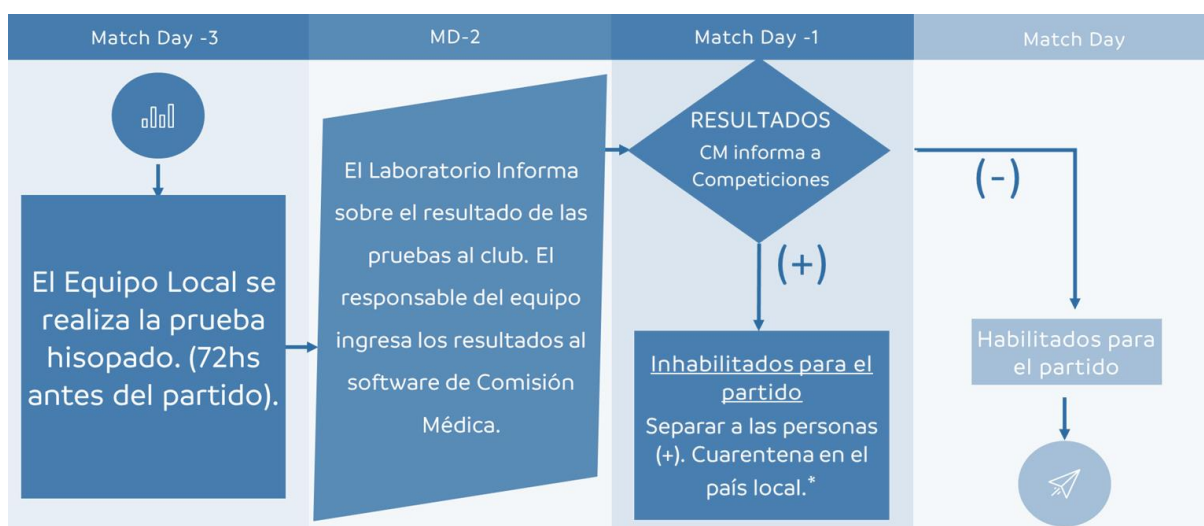 Match Day -3
MD-2
Match Day -1
Match Day
El Equipo Local se
realiza la prueba
hisopado. (72hs
antes del partido).
El Laboratorio Informa
sobre el resultado de las
pruebas al club. El
responsable del equipo
ingresa los resultados al
software de Comisión
Médica.
RESULTADOS
CM informa a
Competiciones
(+)
Inhabilitados para el
partido
Separar a las personas
(+). Cuarentena en el
país local.*
(-)
Habilitados para
el partido